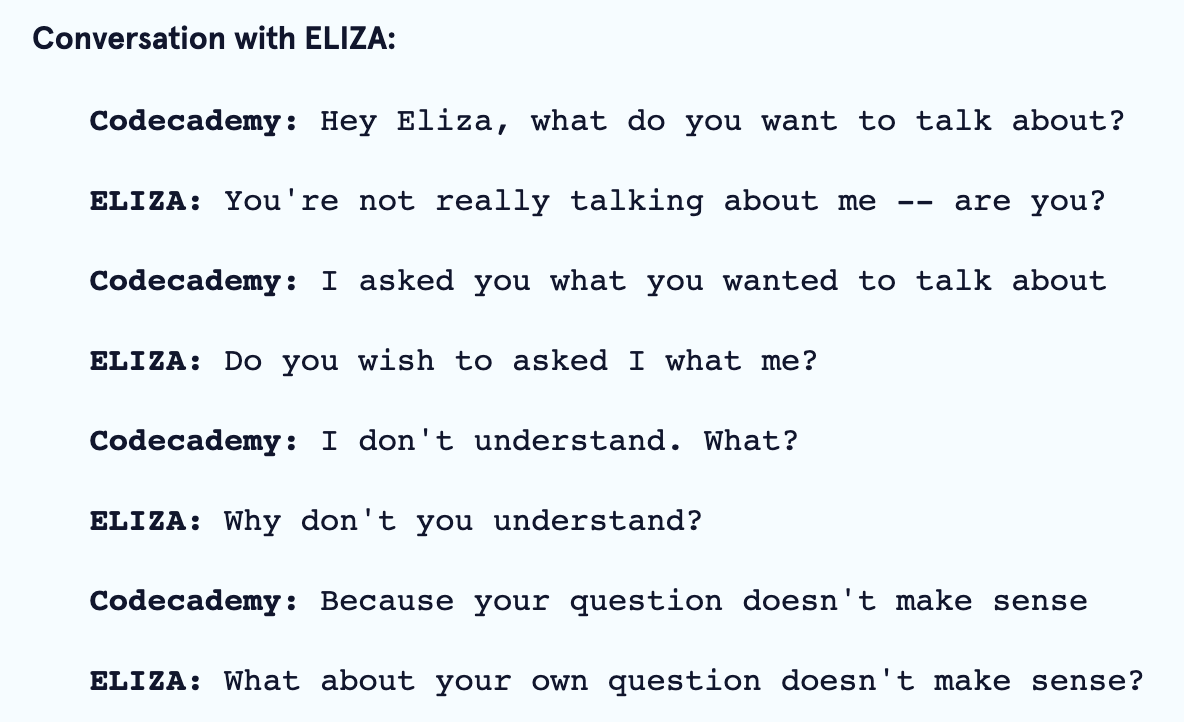 Conversation with ELIZA:
Codecademy: Hey Eliza, what do you want to talk about?
ELIZA: You're not really talking about me -- are you?
Codecademy: I asked you what you wanted to talk about
ELIZA: Do you wish to asked I what me?
Codecademy: I don't understand. What?
ELIZA: Why don't you understand?
Codecademy: Because your question doesn't make sense
ELIZA: What about your own question doesn't make sense?